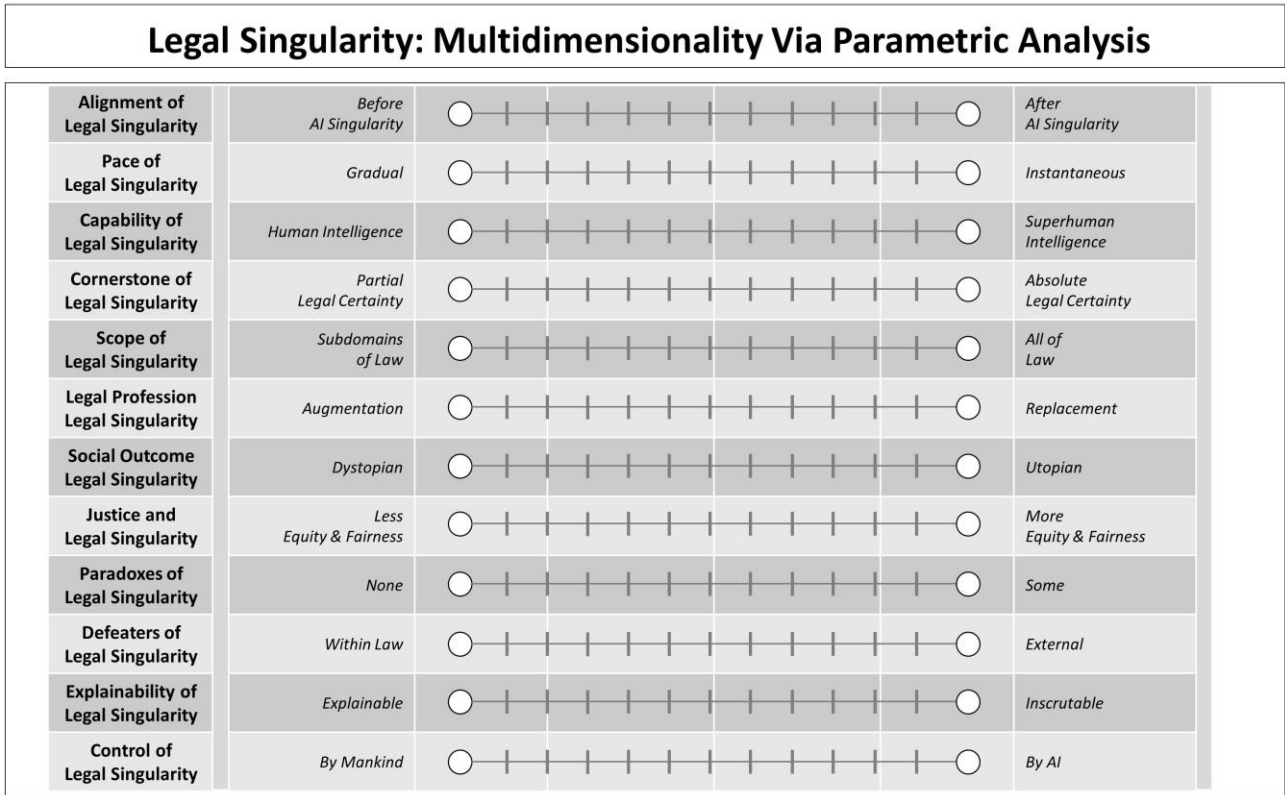 Legal Singularity: Multidimensionality Via Parametric Analysis
Alignment of
Legal Singularity
Before
AI Singularity
After
AI Singularity
Pace of
Legal Singularity
Gradual
Instantaneous
Capability of
Legal Singularity
Human Intelligence
Superhuman
Intelligence
Cornerstone of
Legal Singularity
Partial
Legal Certainty
Absolute
Legal Certainty
Scope of
Legal Singularity
Subdomains
of Law
All of
Law
Legal Profession
Legal Singularity
Augmentation
Replacement
Social Outcome
Legal Singularity
Dystopian
Utopian
Justice and
Legal Singularity
Less
Equity & Fairness
More
Equity & Fairness
Paradoxes of
Legal Singularity
None
Some
Defeaters of
Legal Singularity
Within Law
External
Explainability of
Legal Singularity
Explainable
Inscrutable
Control of
Legal Singularity
By Mankind
By AI